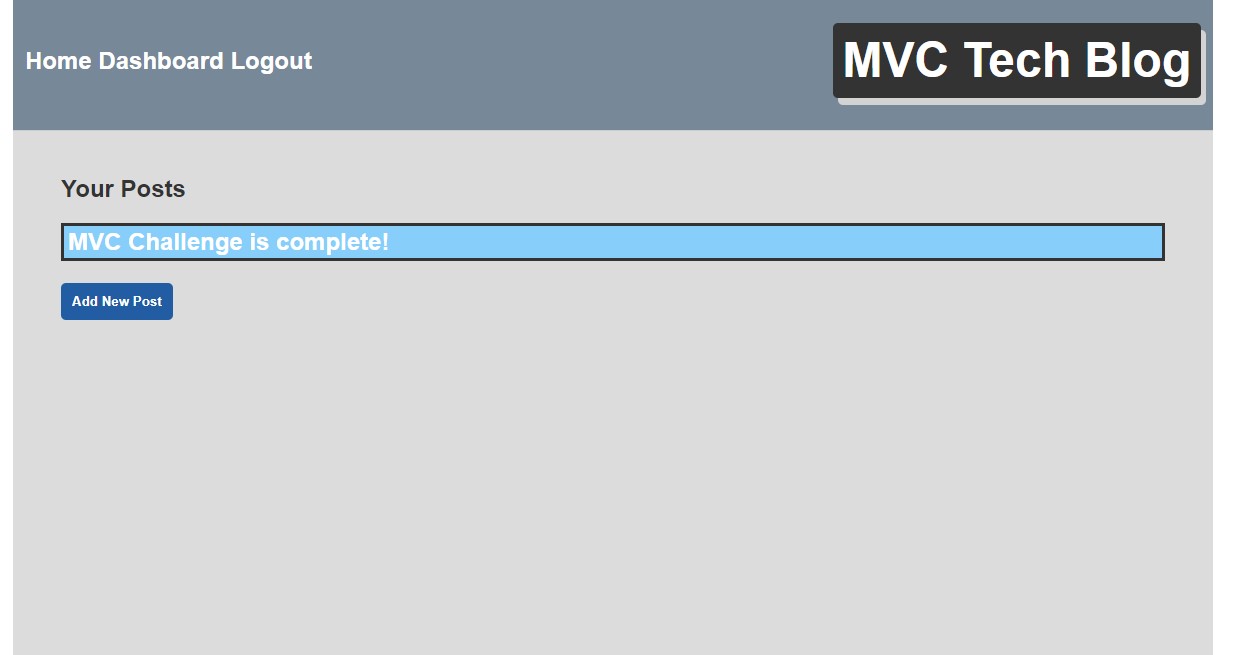 Home Dashboard Logout
MVC Tech Blog
Your Posts
MVC Challenge is complete!
Add New Post